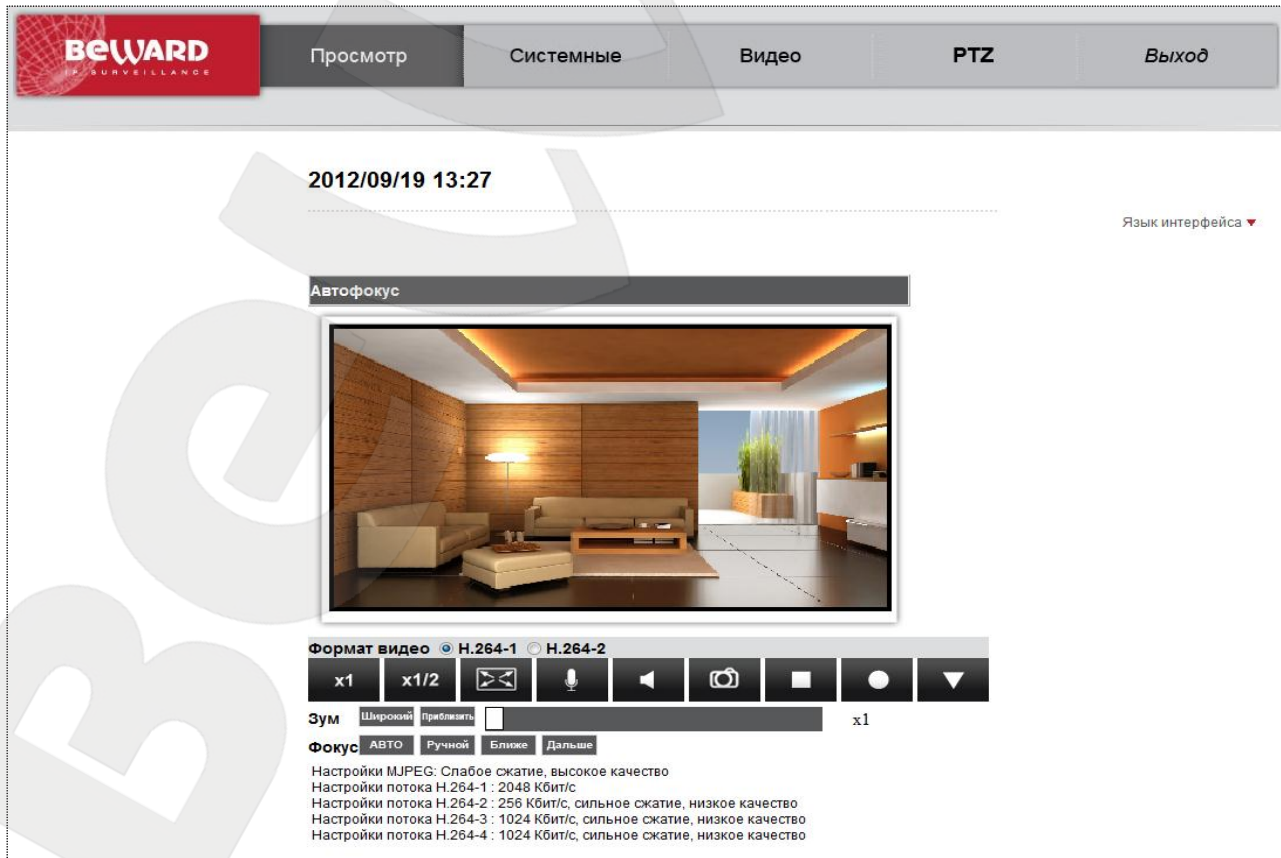 BEWARD
IP SURVEILLANCE
Просмотр Системные Видео PTZ Выход
2012/09/19 13:27
Язык интерфейса
Автофокус
Формат видео H.264-1 H.264-2
x1 x1/2
Зум Широкий Приблизить x1
Фокус АВТО Ручной Ближе Дальше
Настройки MJPEG: Слабое сжатие, высокое качество
Настройки потока H.264-1 : 2048 Кбит/с
Настройки потока H.264-2 : 256 Кбит/с, сильное сжатие, низкое качество
Настройки потока H.264-3 : 1024 Кбит/с, сильное сжатие, низкое качество
Настройки потока H.264-4 : 1024 Кбит/с, сильное сжатие, низкое качество